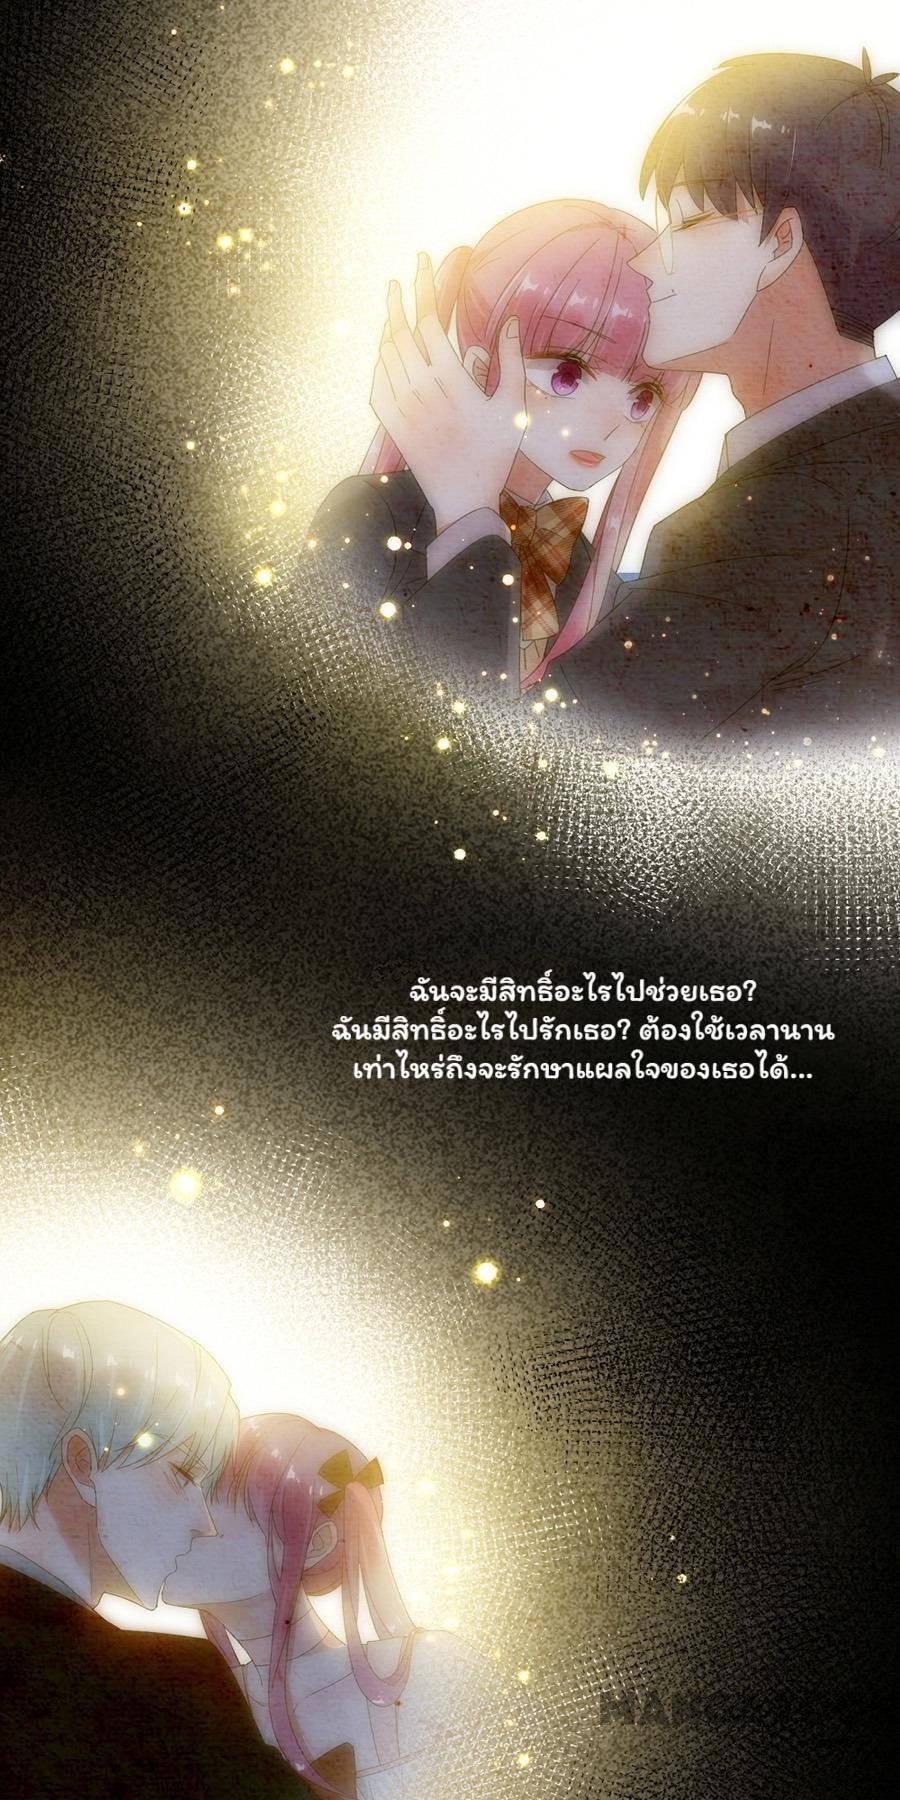 ฉันจะมีสิทธิ์อะไรไปช่วยเธอ?
ฉันมีสิทธิ์อะไรไปรักเธอ? ต้องใช้เวลานาน
เท่าไหร่ถึงจะรักษาแผลใจของเธอได้...